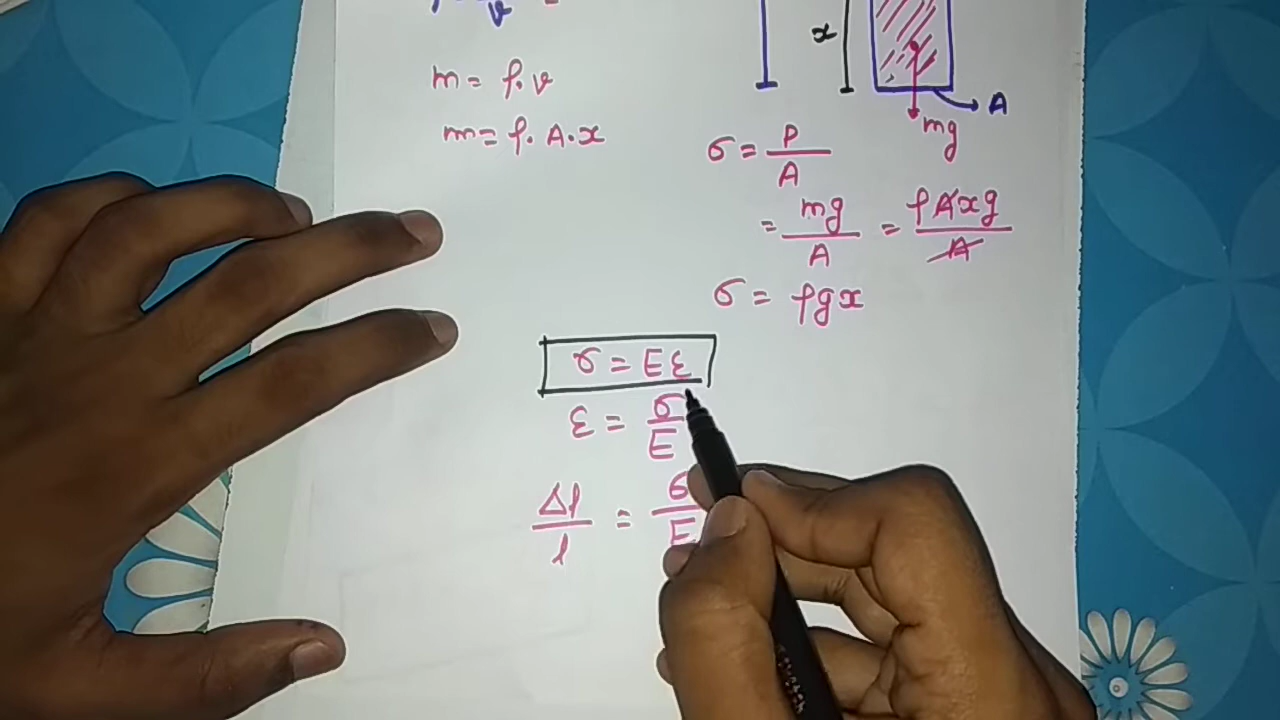 v
m = ρ.v
m = ρ. A.x
x
A
mg
σ = P/A
= mg/A = ρAxg/A
σ = ρgx
σ = Eε
ε = σ/E
Δl/l = σ/E